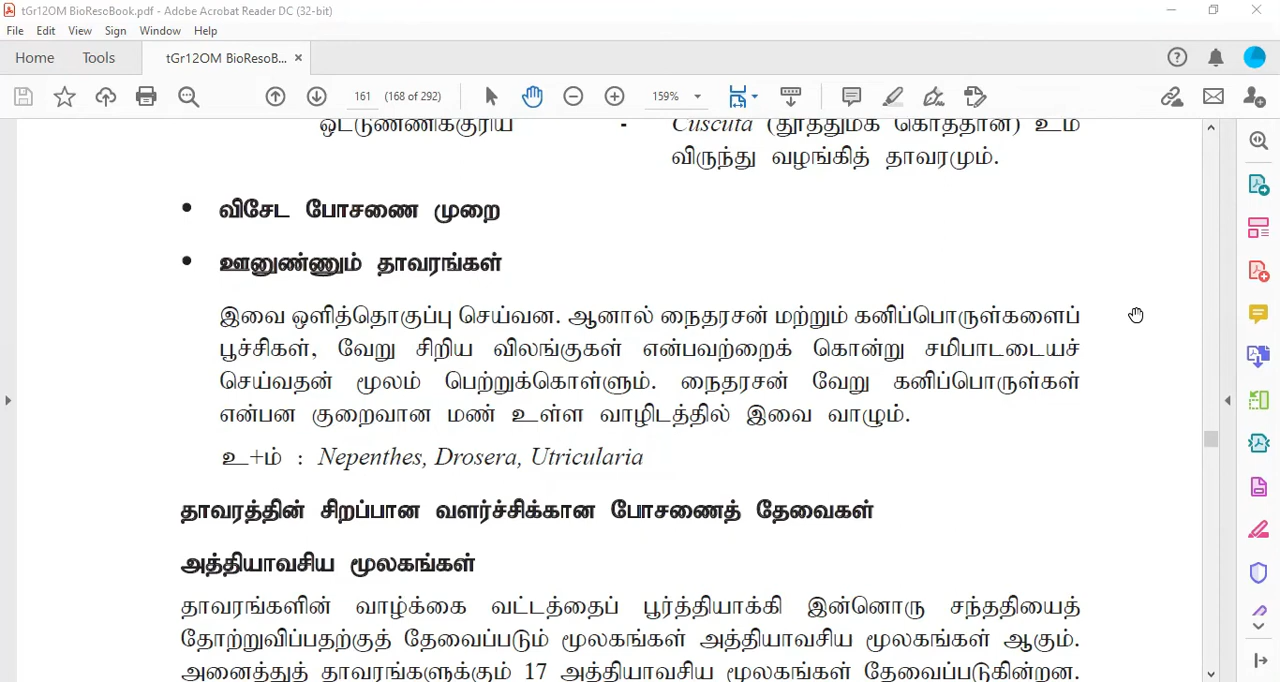 tGr12OM BioResoBook.pdf - Adobe Acrobat Reader DC (32-bit)
File Edit View Sign Window Help
Home Tools tGr12OM BioResoB... ×
161 (168 of 292) 159%
ஒட்டுண்ணிக்குரிய - Cuscuta (தூத்துமக் கொத்தான்) உம்
விருந்து வழங்கித் தாவரமும்.
• விசேட போசணை முறை
• ஊனுண்ணும் தாவரங்கள்
இவை ஒளித்தொகுப்பு செய்வன. ஆனால் நைதரசன் மற்றும் கனிப்பொருள்களைப்
பூச்சிகள், வேறு சிறிய விலங்குகள் என்பவற்றைக் கொன்று சமிபாடடையச்
செய்வதன் மூலம் பெற்றுக்கொள்ளும். நைதரசன் வேறு கனிப்பொருள்கள்
என்பன குறைவான மண் உள்ள வாழிடத்தில் இவை வாழும்.
உ+ம் : Nepenthes, Drosera, Utricularia
தாவரத்தின் சிறப்பான வளர்ச்சிக்கான போசணைத் தேவைகள்
அத்தியாவசிய மூலகங்கள்
தாவரங்களின் வாழ்க்கை வட்டத்தைப் பூர்த்தியாக்கி இன்னொரு சந்ததியைத்
தோற்றுவிப்பதற்குத் தேவைப்படும் மூலகங்கள் அத்தியாவசிய மூலகங்கள் ஆகும்.
அனைத்துத் தாவரங்களுக்கும் 17 அத்தியாவசிய மூலகங்கள் தேவைப்படுகின்றன.